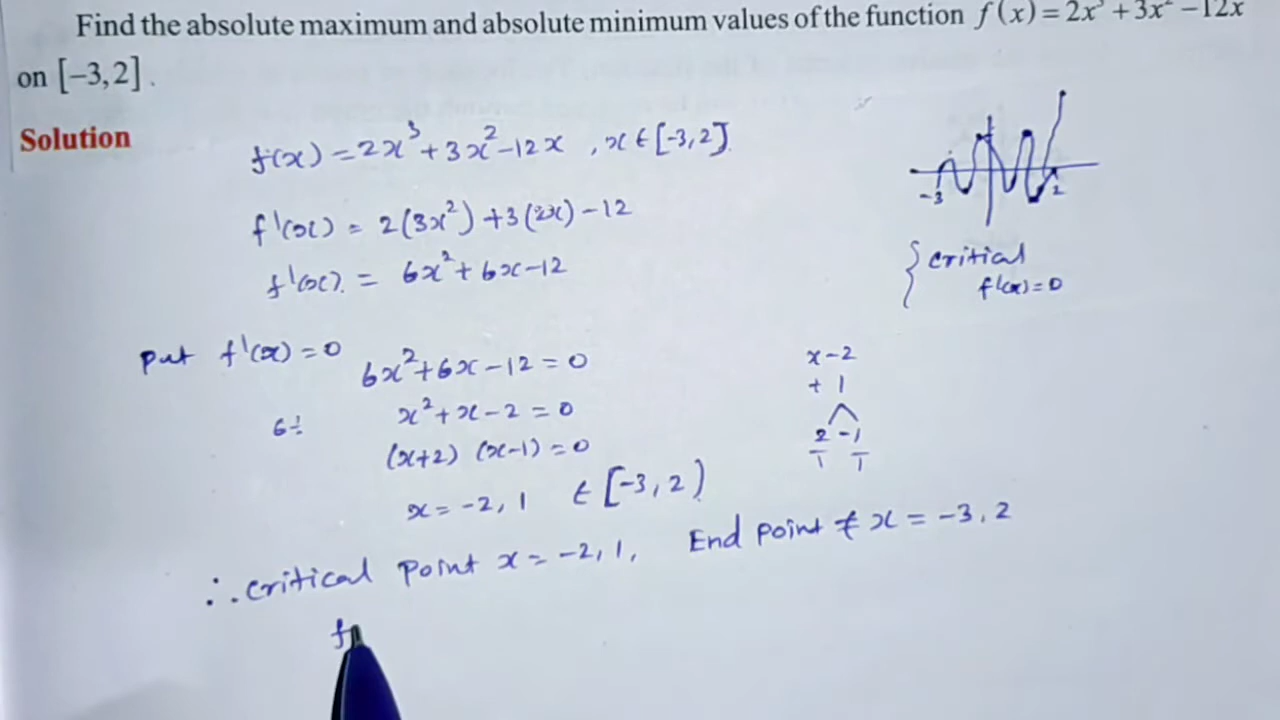 Find the absolute maximum and absolute minimum values of the function f(x) = 2x³ + 3x² − 12x
on [−3, 2].
Solution
f(x) = 2x³ + 3x² − 12x , x ∈ [-3, 2]
f'(x) = 2(3x²) + 3(2x) − 12
f'(x). = 6x² + 6x − 12
-3
2
{ critical
f'(x) = 0
Put f'(x) = 0
6x² + 6x − 12 = 0
6÷
x² + x − 2 = 0
(x+2) (x−1) = 0
x = −2, 1 ∈ [−3, 2)
x − 2
+ 1
2 −1
1 1
∴ critical point x = −2, 1, End point x = −3, 2
f